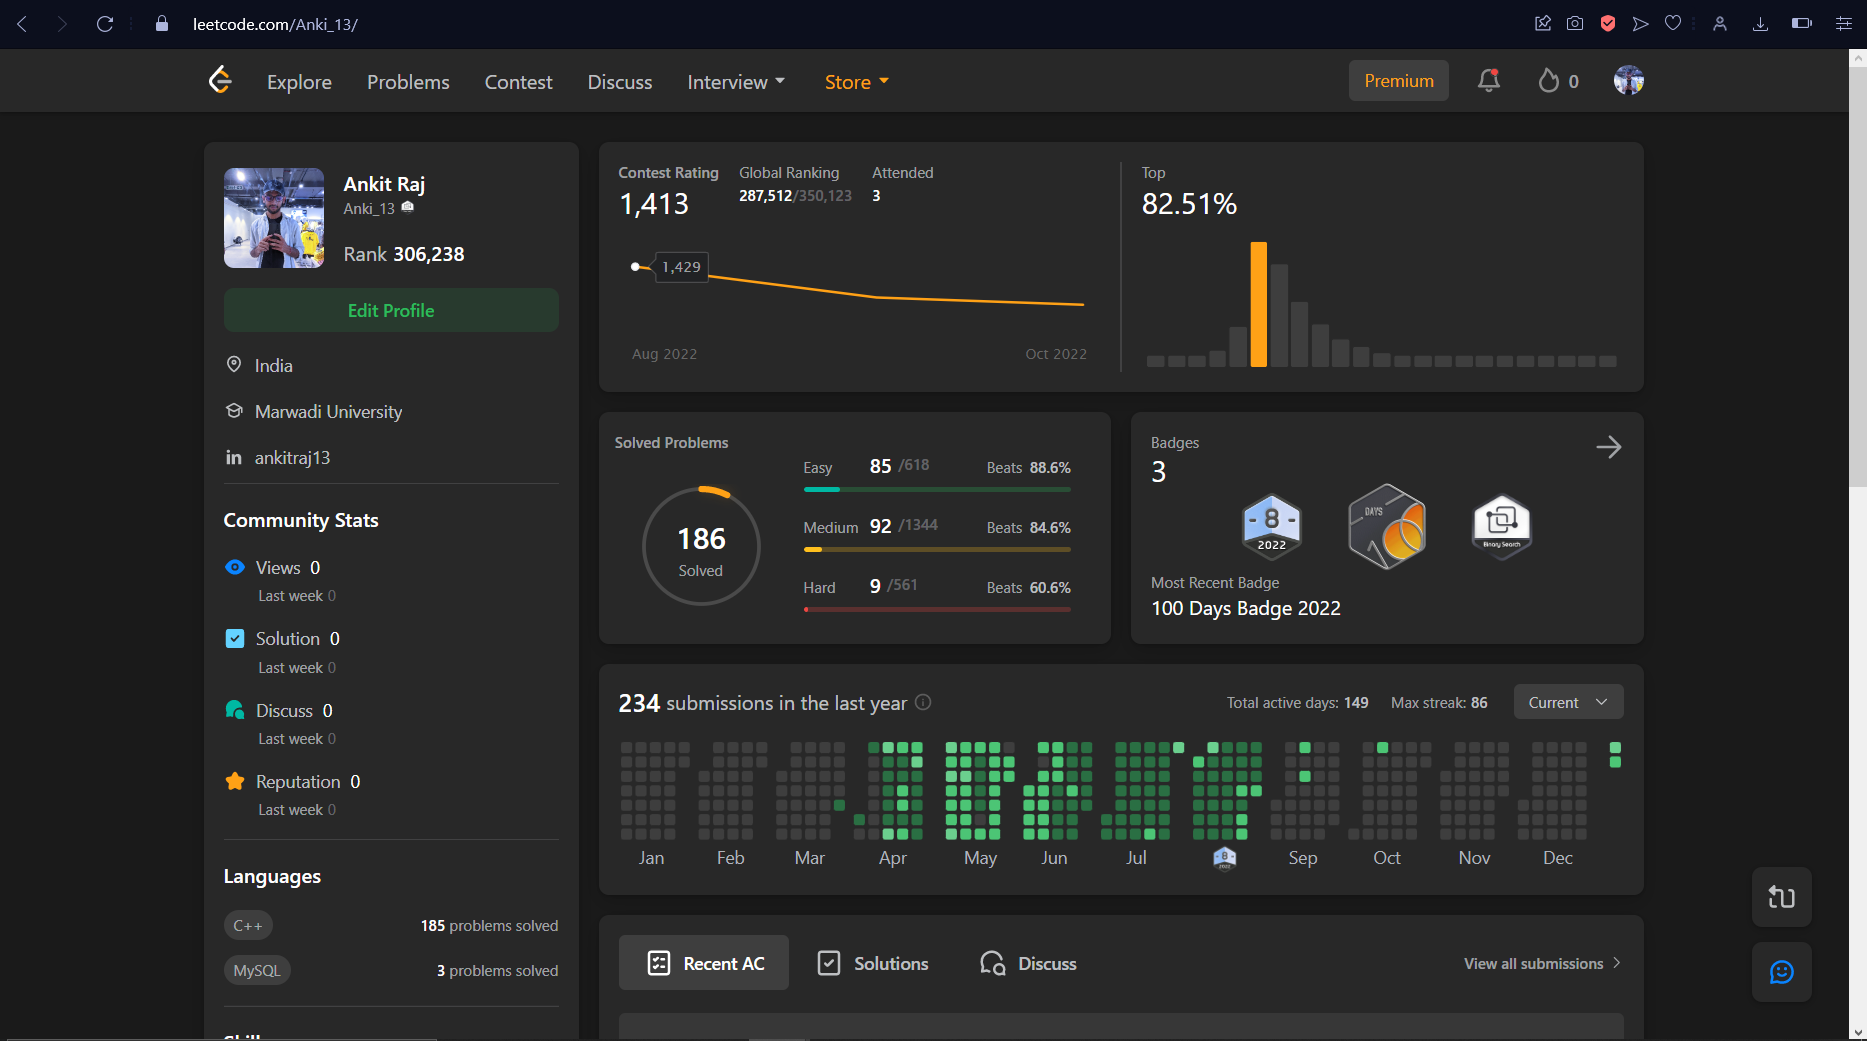 leetcode.com/Anki_13/
Explore Problems Contest Discuss Interview Store Premium 0
Ankit Raj
Anki_13
Rank 306,238
Edit Profile
India
Marwadi University
in ankitraj13
Community Stats
Views 0
Last week 0
Solution 0
Last week 0
Discuss 0
Last week 0
Reputation 0
Last week 0
Languages
C++ 185 problems solved
MySQL 3 problems solved
Contest Rating Global Ranking Attended
1,413 287,512/350,123 3
1,429
Aug 2022 Oct 2022
Top
82.51%
Solved Problems
186
Solved
Easy 85 /618 Beats 88.6%
Medium 92 /1344 Beats 84.6%
Hard 9 /561 Beats 60.6%
Badges
3
-8-
2022
DAYS
Binary Search
Most Recent Badge
100 Days Badge 2022
234 submissions in the last year Total active days: 149 Max streak: 86 Current
Jan Feb Mar Apr May Jun Jul Sep Oct Nov Dec
Recent AC Solutions Discuss View all submissions